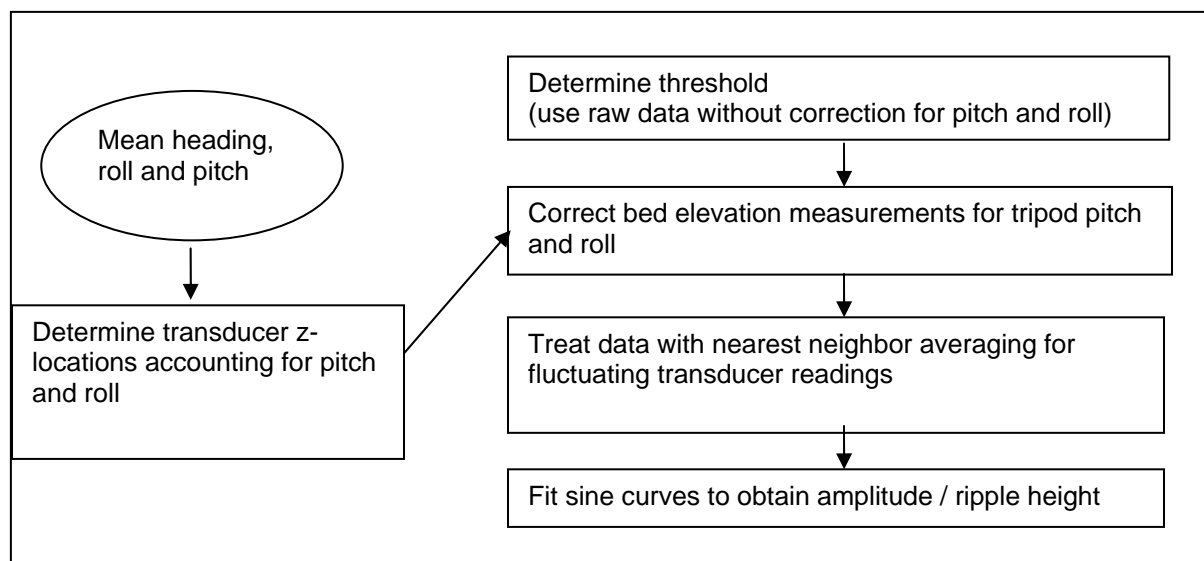 Mean heading,
roll and pitch
Determine transducer z-
locations accounting for pitch
and roll
Determine threshold
(use raw data without correction for pitch and roll)
Correct bed elevation measurements for tripod pitch
and roll
Treat data with nearest neighbor averaging for
fluctuating transducer readings
Fit sine curves to obtain amplitude / ripple height